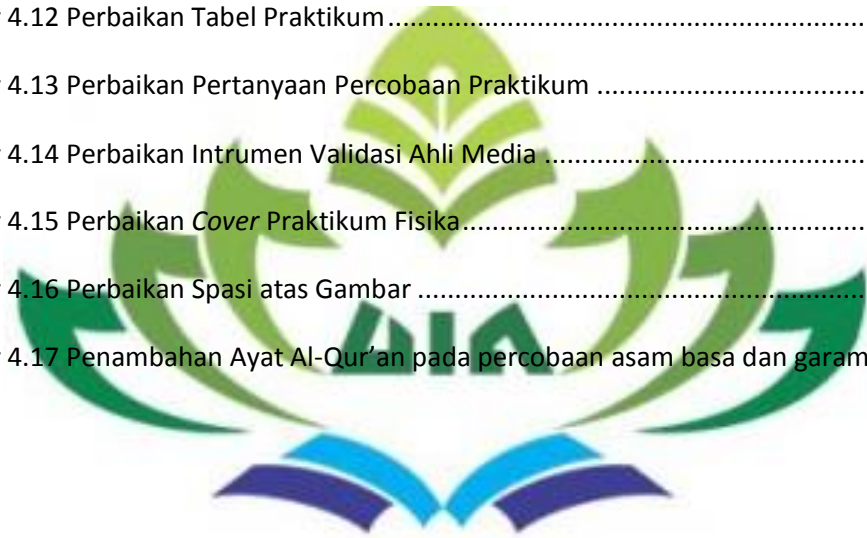 4.12 Perbaikan Tabel Praktikum..............................................................
4.13 Perbaikan Pertanyaan Percobaan Praktikum ...................................
4.14 Perbaikan Intrumen Validasi Ahli Media ..........................................
4.15 Perbaikan Cover Praktikum Fisika....................................................
4.16 Perbaikan Spasi atas Gambar ..........................................................
4.17 Penambahan Ayat Al-Qur’an pada percobaan asam basa dan garam
UIN